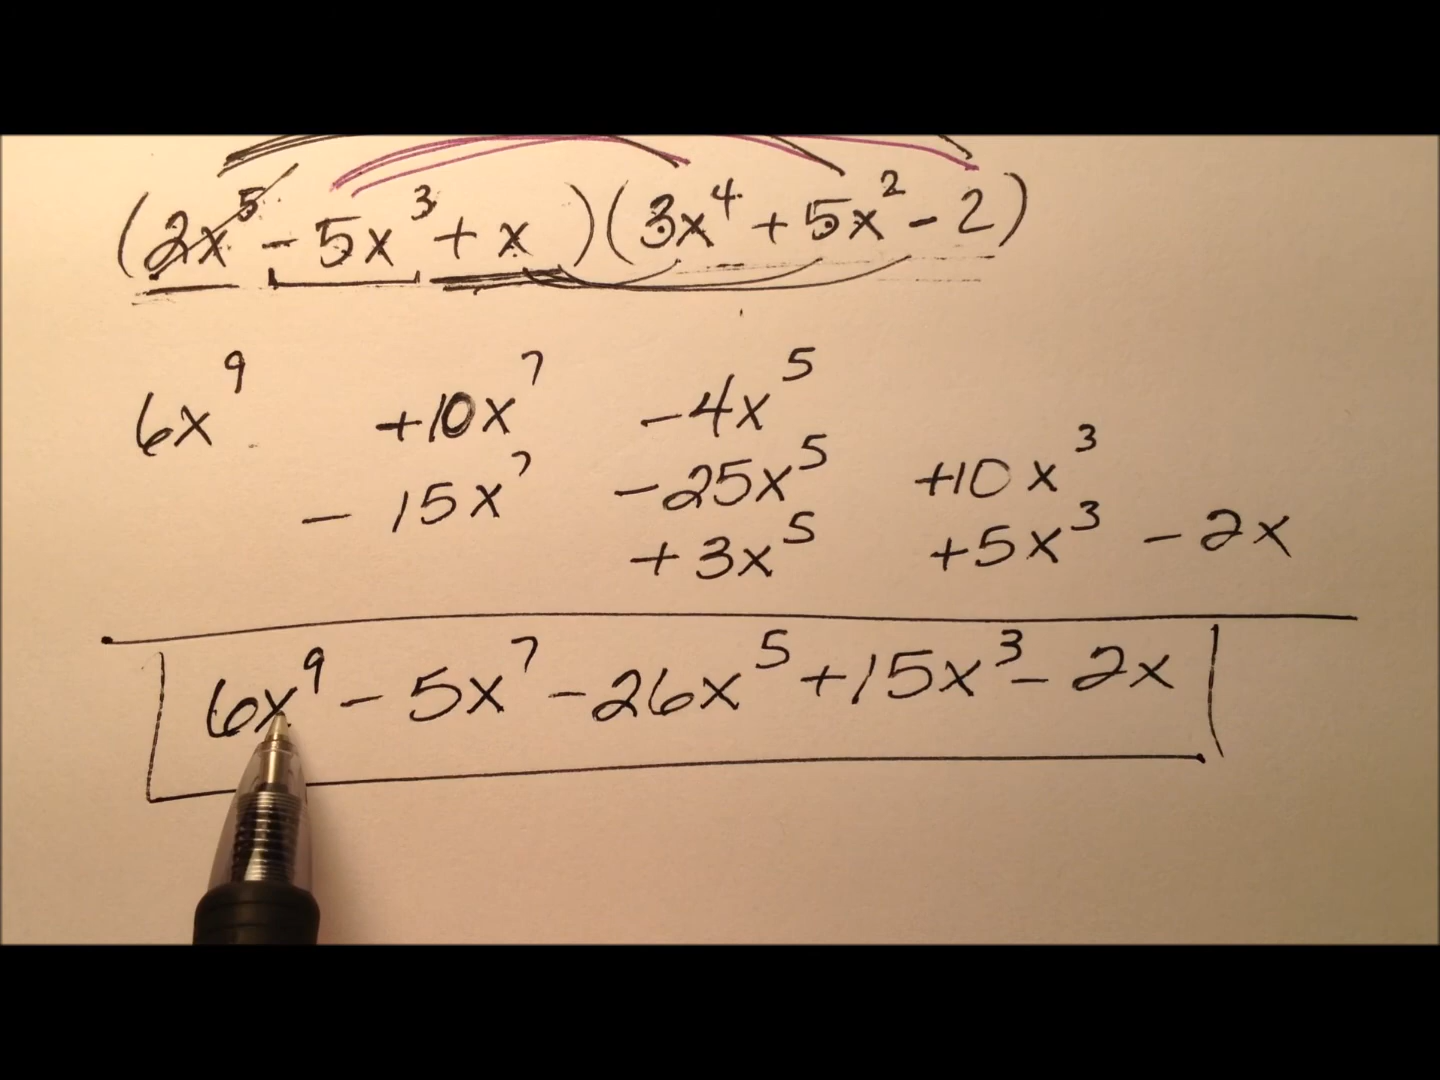 (2x⁵ - 5x³ + x)(3x⁴ + 5x² - 2)
6x⁹ +10x⁷ -4x⁵
- 15x⁷ -25x⁵ +10x³
+3x⁵ +5x³ -2x
6x⁹ - 5x⁷ - 26x⁵ +15x³ - 2x